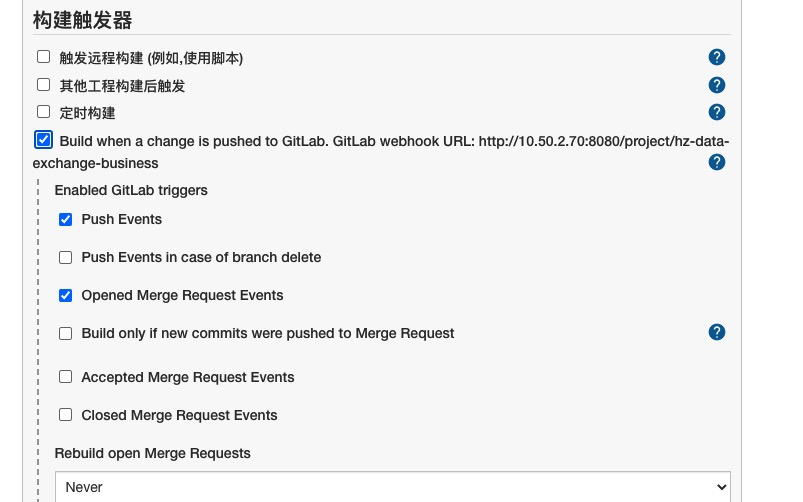 构建触发器
触发远程构建 (例如,使用脚本)
其他工程构建后触发
定时构建
Build when a change is pushed to GitLab. GitLab webhook URL: http://10.50.2.70:8080/project/hz-data-
exchange-business
Enabled GitLab triggers
Push Events
Push Events in case of branch delete
Opened Merge Request Events
Build only if new commits were pushed to Merge Request
Accepted Merge Request Events
Closed Merge Request Events
Rebuild open Merge Requests
Never